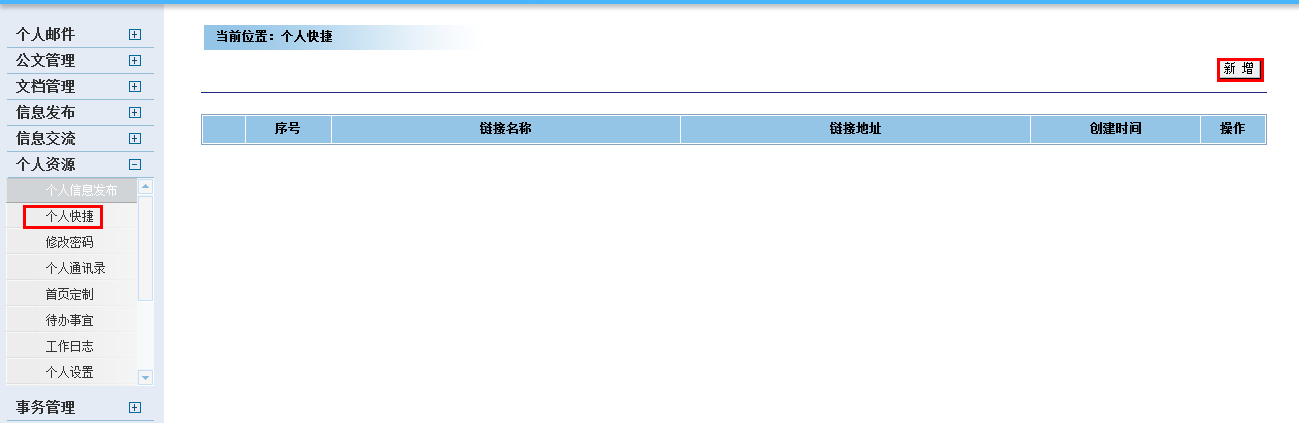 个人邮件
公文管理
文档管理
信息发布
信息交流
个人资源
个人信息发布
个人快捷
修改密码
个人通讯录
首页定制
待办事宜
工作日志
个人设置
事务管理
当前位置：个人快捷
新 增
序号 链接名称 链接地址 创建时间 操作